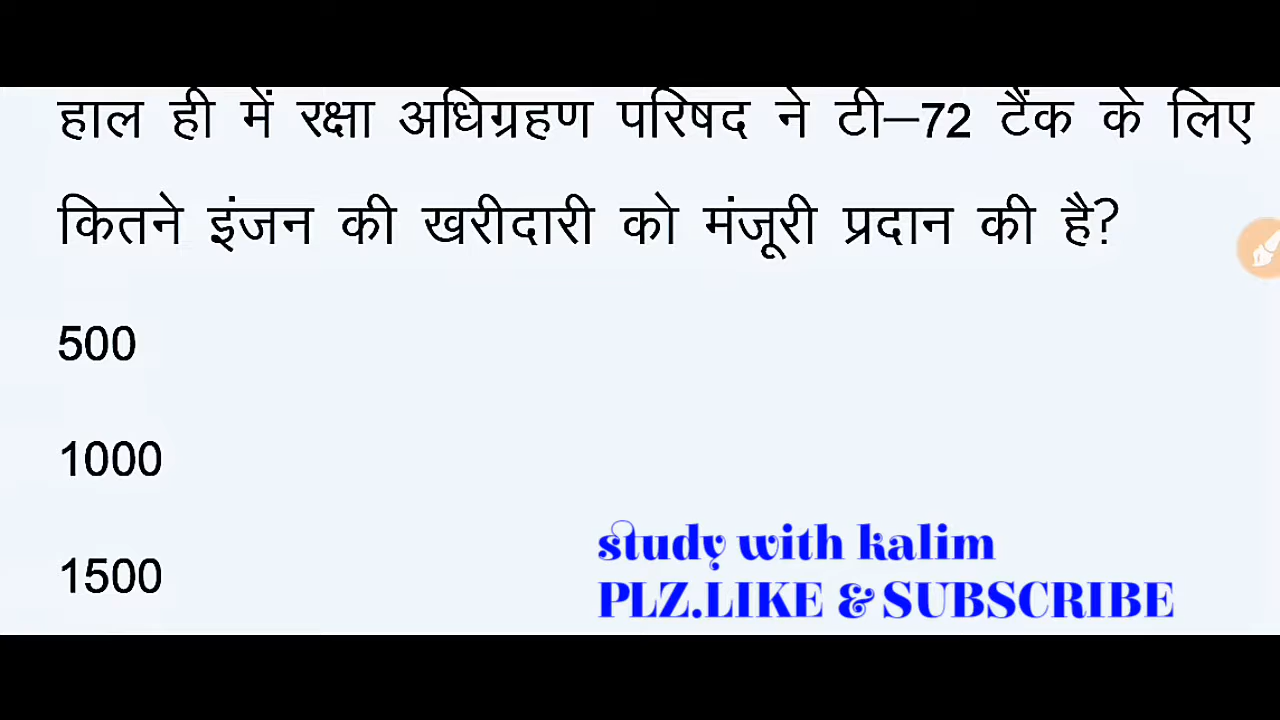 हाल ही में रक्षा अधिग्रहण परिषद ने टी–72 टैंक के लिए
कितने इंजन की खरीदारी को मंजूरी प्रदान की है?
500
1000
1500
study with kalim
PLZ.LIKE & SUBSCRIBE